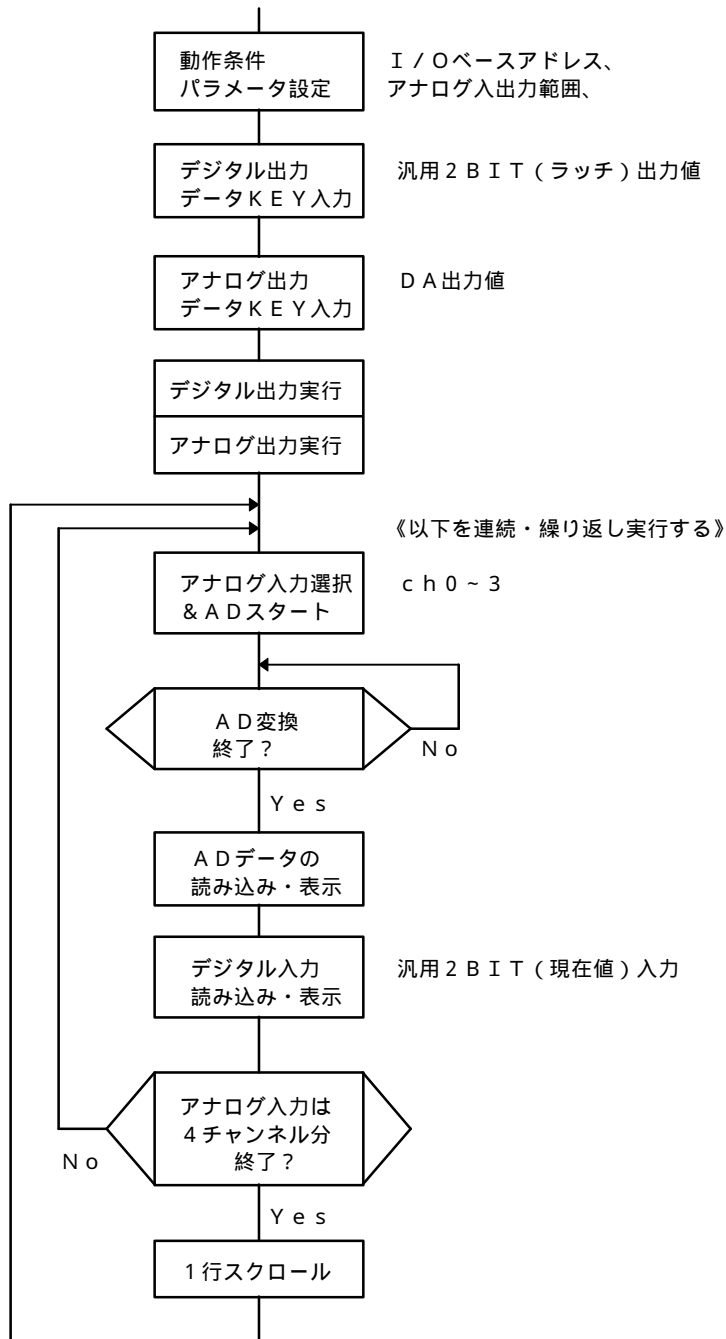 動作条件
パラメータ設定
Ｉ／Ｏベースアドレス、
アナログ入出力範囲、
デジタル出力
データＫＥＹ入力
汎用２ＢＩＴ（ラッチ）出力値
アナログ出力
データＫＥＹ入力
ＤＡ出力値
デジタル出力実行
アナログ出力実行
《以下を連続・繰り返し実行する》
アナログ入力選択
＆ＡＤスタート
ｃｈ０~３
ＡＤ変換
終了？
Ｎｏ
Ｙｅｓ
ＡＤデータの
読み込み・表示
デジタル入力
読み込み・表示
汎用２ＢＩＴ（現在値）入力
アナログ入力は
４チャンネル分
終了？
Ｎｏ
Ｙｅｓ
１行スクロール